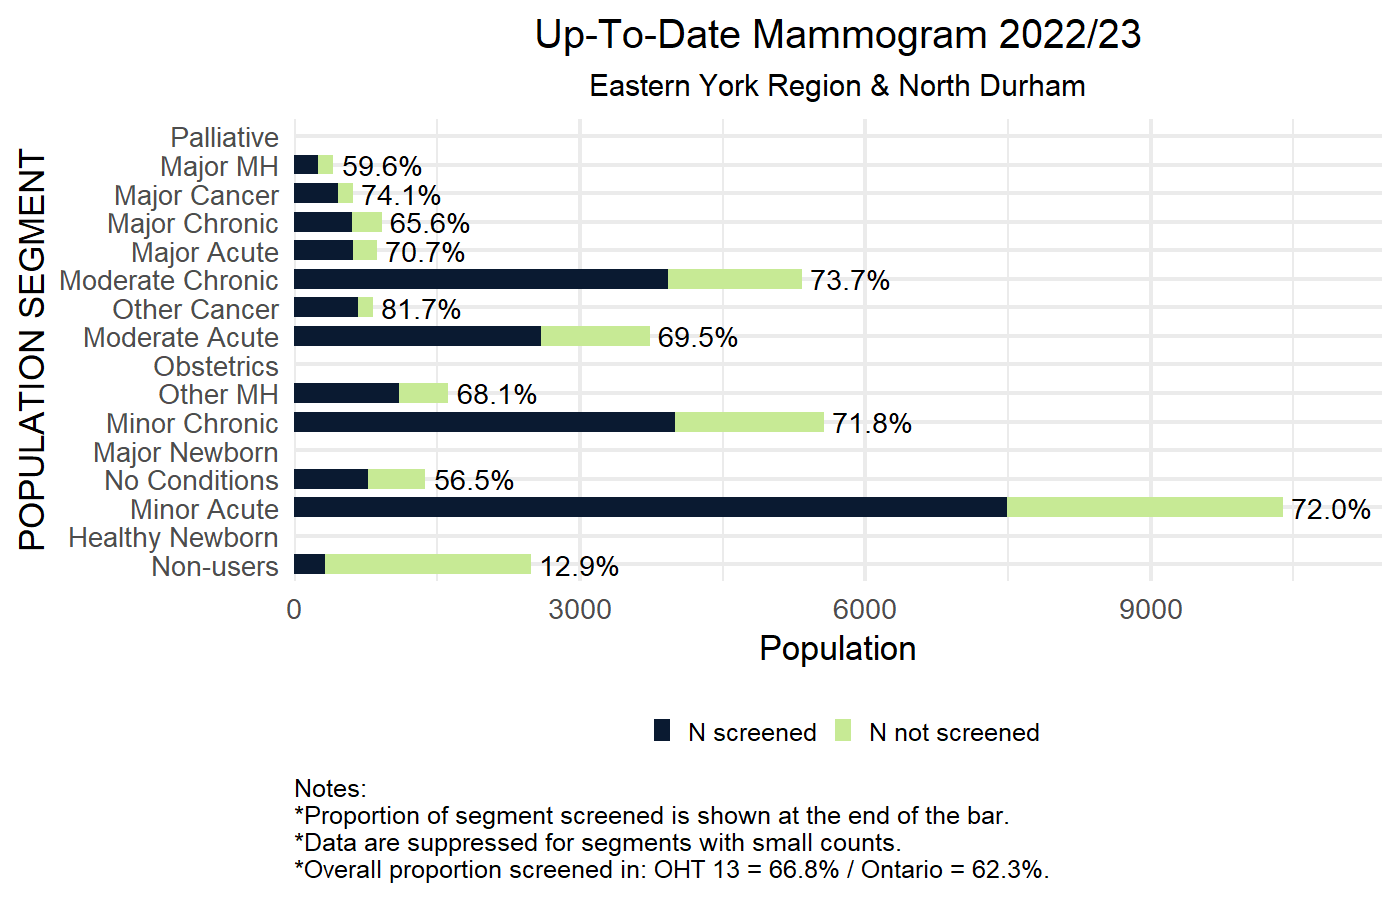 Up-To-Date Mammogram 2022/23
Eastern York Region & North Durham
POPULATION SEGMENT
Palliative
Major MH 59.6%
Major Cancer 74.1%
Major Chronic 65.6%
Major Acute 70.7%
Moderate Chronic 73.7%
Other Cancer 81.7%
Moderate Acute 69.5%
Obstetrics
Other MH 68.1%
Minor Chronic 71.8%
Major Newborn
No Conditions 56.5%
Minor Acute 72.0%
Healthy Newborn
Non-users 12.9%
0 3000 6000 9000
Population
N screened N not screened
Notes:
*Proportion of segment screened is shown at the end of the bar.
*Data are suppressed for segments with small counts.
*Overall proportion screened in: OHT 13 = 66.8% / Ontario = 62.3%.